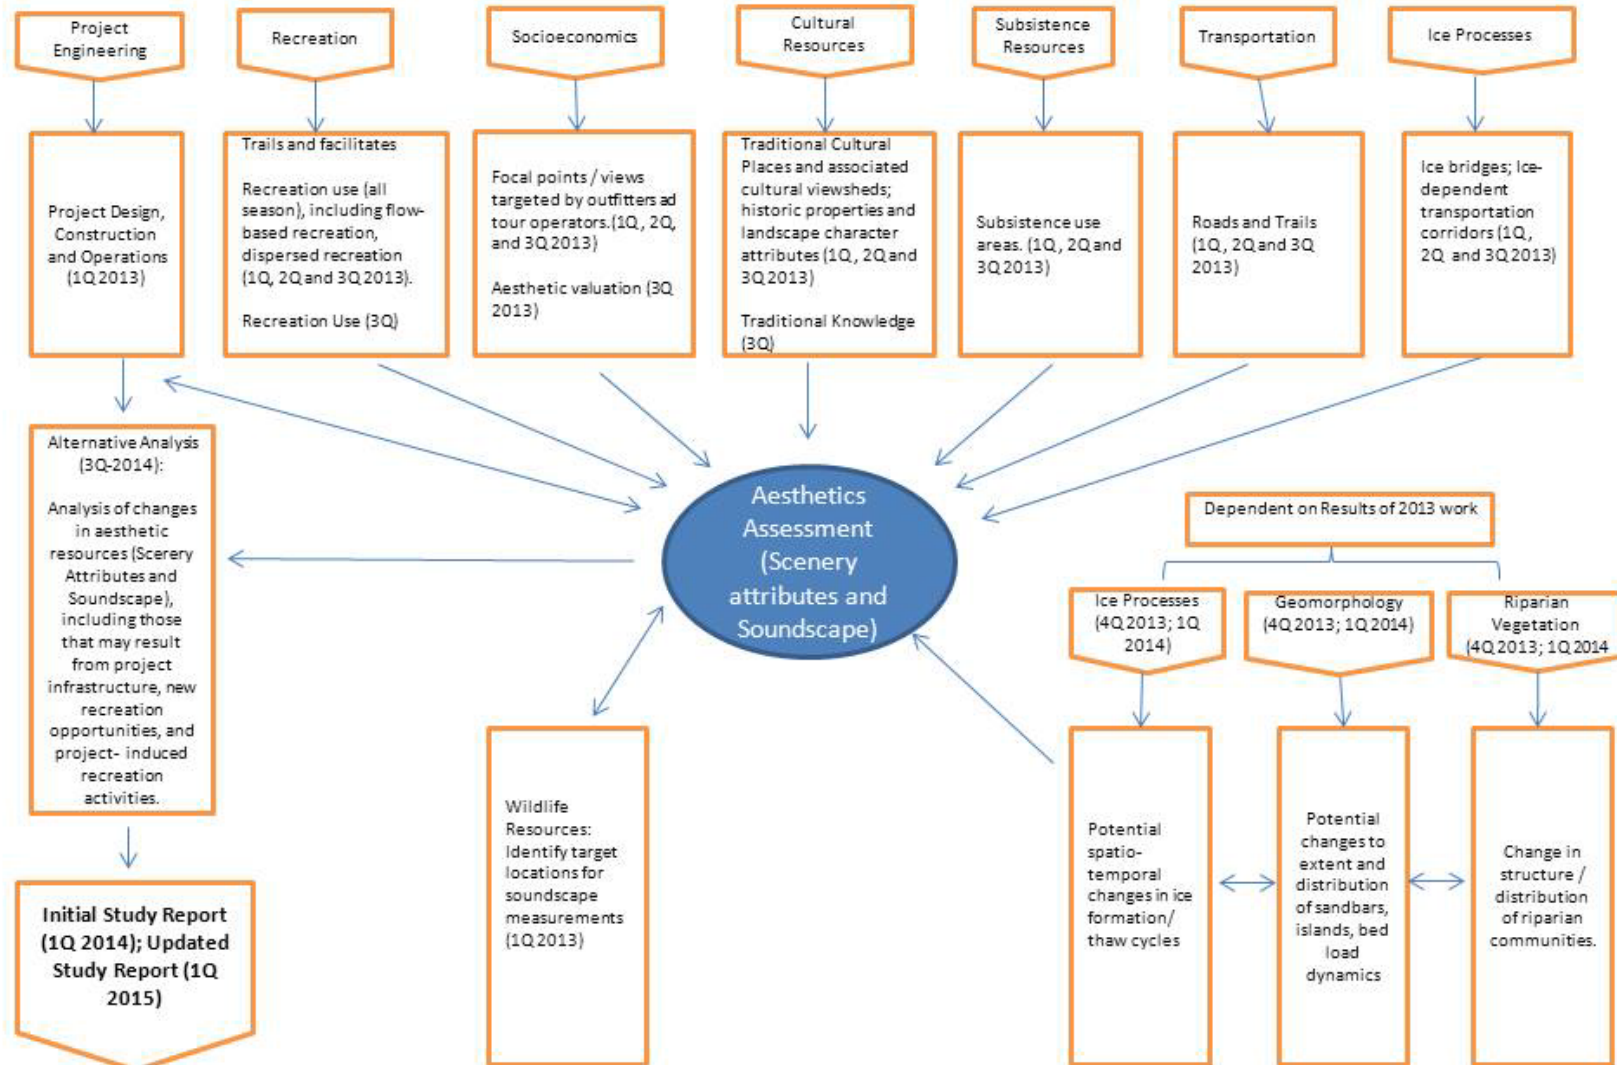 Project
Engineering
Recreation
Socioeconomics
Cultural
Resources
Subsistence
Resources
Transportation
Ice Processes
Project Design,
Construction
and Operations
(1Q 2013)
Trails and facilitates
Recreation use (all
season), including flow-
based recreation,
dispersed recreation
(1Q, 2Q and 3Q 2013).
Recreation Use (3Q)
Focal points / views
targeted by outfitters ad
tour operators.(1Q, 2Q,
and 3Q 2013)
Aesthetic valuation (3Q
2013)
Traditional Cultural
Places and associated
cultural viewsheds;
historic properties and
landscape character
attributes (1Q, 2Q and
3Q 2013)
Traditional Knowledge
(3Q)
Subsistence use
areas. (1Q, 2Q and
3Q 2013)
Roads and Trails
(1Q, 2Q and 3Q
2013)
Ice bridges; Ice-
dependent
transportation
corridors (1Q,
2Q and 3Q 2013)
Alternative Analysis
(3Q-2014):
Analysis of changes
in aesthetic
resources (Scerery
Attributes and
Soundscape),
including those
that may result
from project
infrastructure, new
recreation
opportunities, and
project- induced
recreation
activities.
Aesthetics
Assessment
(Scenery
attributes and
Soundscape)
Dependent on Results of 2013 work
Ice Processes
(4Q 2013; 1Q
2014)
Geomorphology
(4Q 2013; 1Q 2014)
Riparian
Vegetation
(4Q 2013; 1Q 2014
Initial Study Report
(1Q 2014); Updated
Study Report (1Q
2015)
Wildlife
Resources:
Identify target
locations for
soundscape
measurements
(1Q 2013)
Potential
spatio-
temporal
changes in ice
formation/
thaw cycles
Potential
changes to
extent and
distribution
of sandbars,
islands, bed
load
dynamics
Change in
structure /
distribution
of riparian
communities.